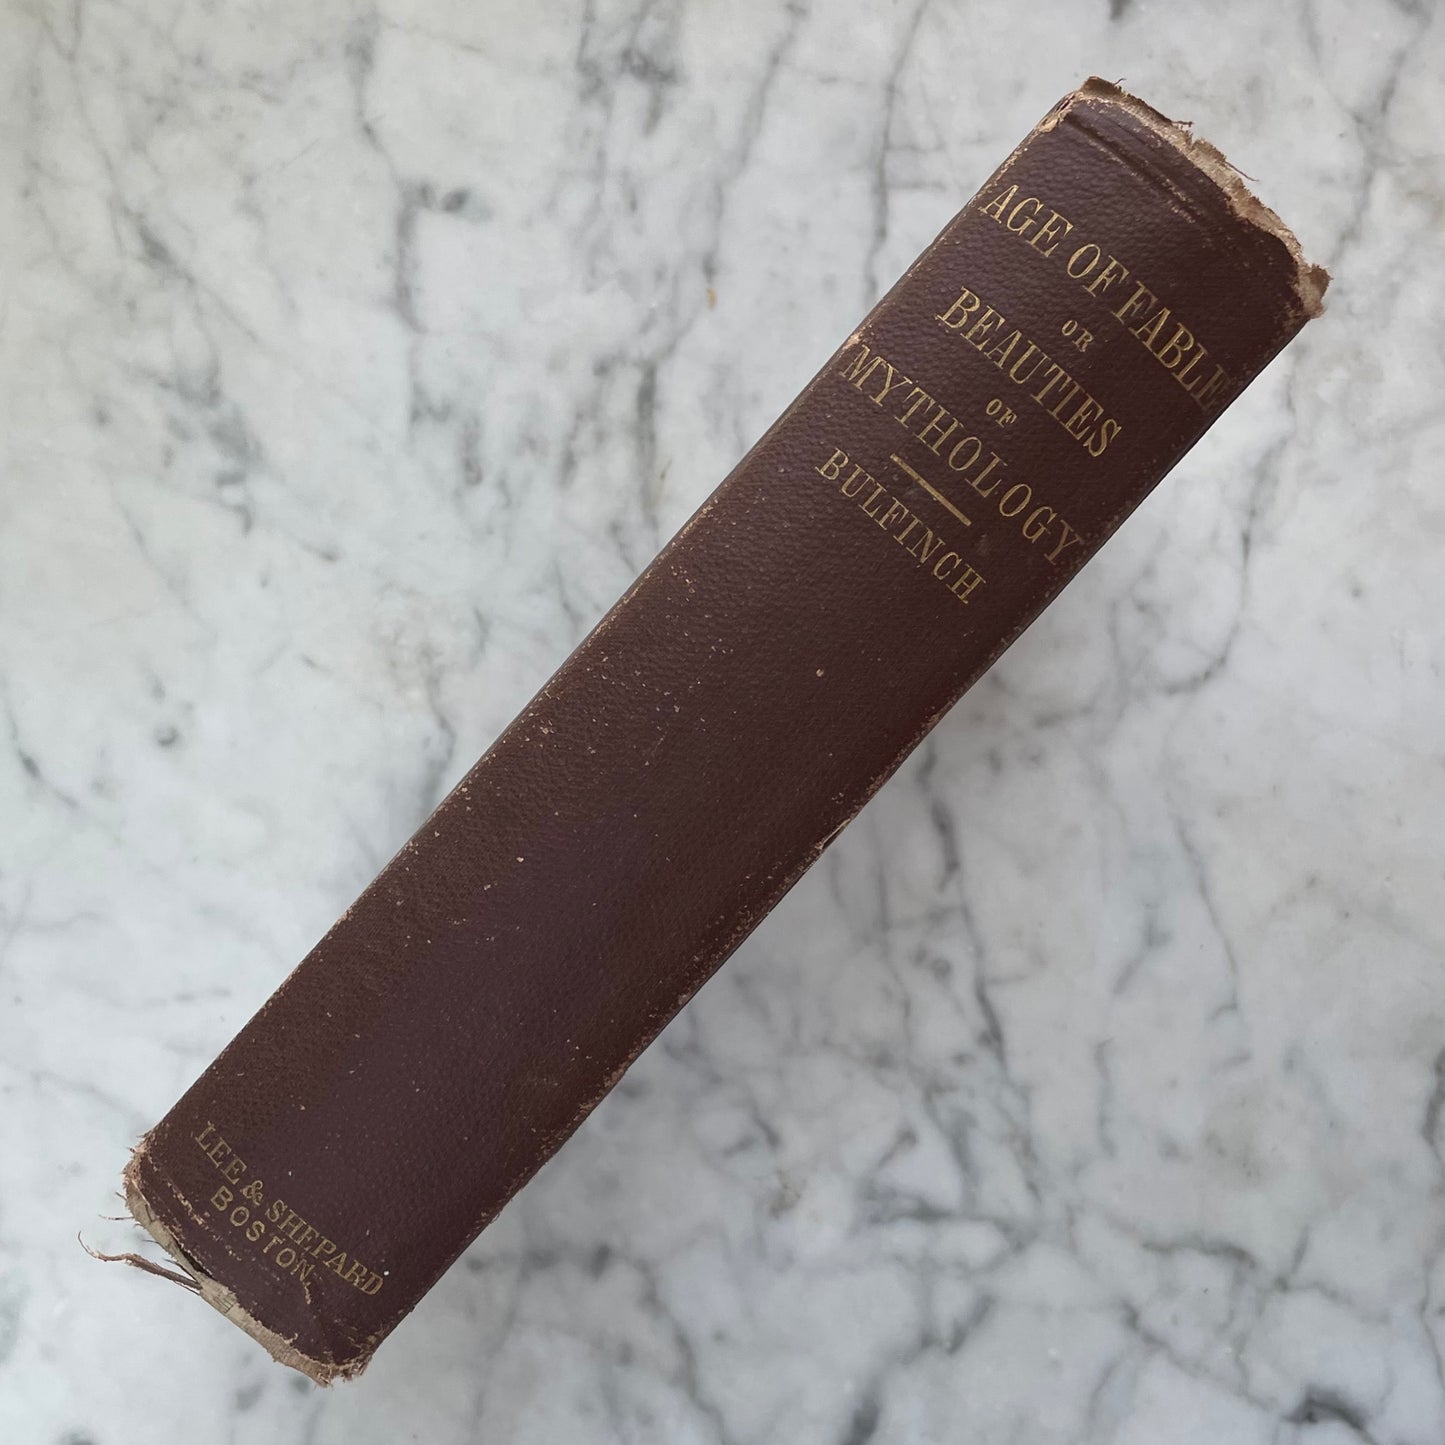 AGE OF FABLE
OR
BEAUTIES
OF
MYTHOLOGY
BULFINCH
LEE & SHEPARD
BOSTON.